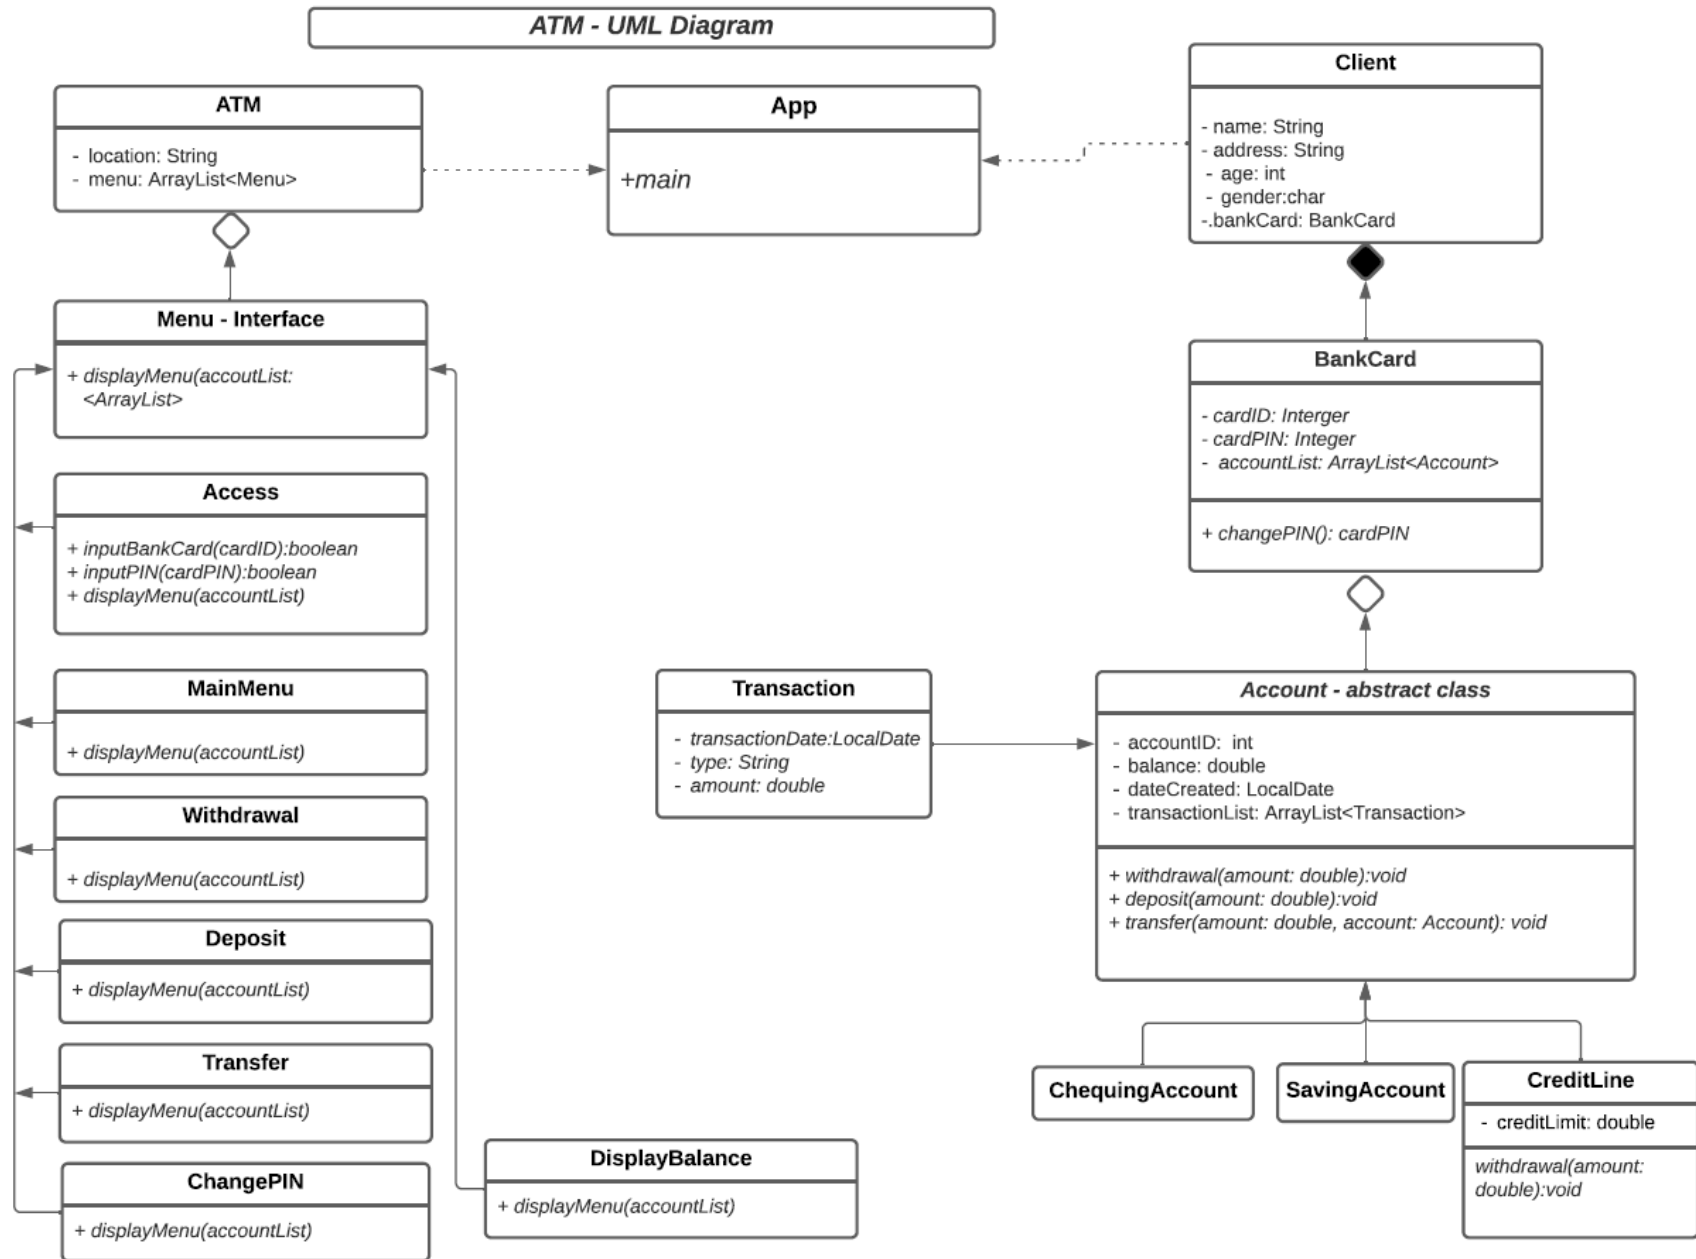 ATM - UML Diagram
ATM
- location: String
- menu: ArrayList<Menu>
App
+main
Client
- name: String
- address: String
- age: int
- gender:char
-.bankCard: BankCard
Menu - Interface
+ displayMenu(accoutList:
<ArrayList>
Access
+ inputBankCard(cardID):boolean
+ inputPIN(cardPIN):boolean
+ displayMenu(accountList)
MainMenu
+ displayMenu(accountList)
Withdrawal
+ displayMenu(accountList)
Deposit
+ displayMenu(accountList)
Transfer
+ displayMenu(accountList)
ChangePIN
+ displayMenu(accountList)
DisplayBalance
+ displayMenu(accountList)
BankCard
- cardID: Interger
- cardPIN: Integer
- accountList: ArrayList<Account>
+ changePIN(): cardPIN
Transaction
- transactionDate:LocalDate
- type: String
- amount: double
Account - abstract class
- accountID: int
- balance: double
- dateCreated: LocalDate
- transactionList: ArrayList<Transaction>
+ withdrawal(amount: double):void
+ deposit(amount: double):void
+ transfer(amount: double, account: Account): void
ChequingAccount
SavingAccount
CreditLine
- creditLimit: double
withdrawal(amount:
double):void